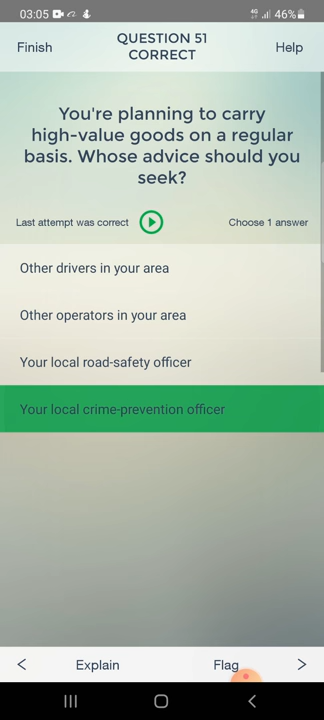 03:05 4G 46%
Finish
QUESTION 51
CORRECT
Help
You're planning to carry
high-value goods on a regular
basis. Whose advice should you
seek?
Last attempt was correct
Choose 1 answer
Other drivers in your area
Other operators in your area
Your local road-safety officer
Your local crime-prevention officer
Explain
Flag